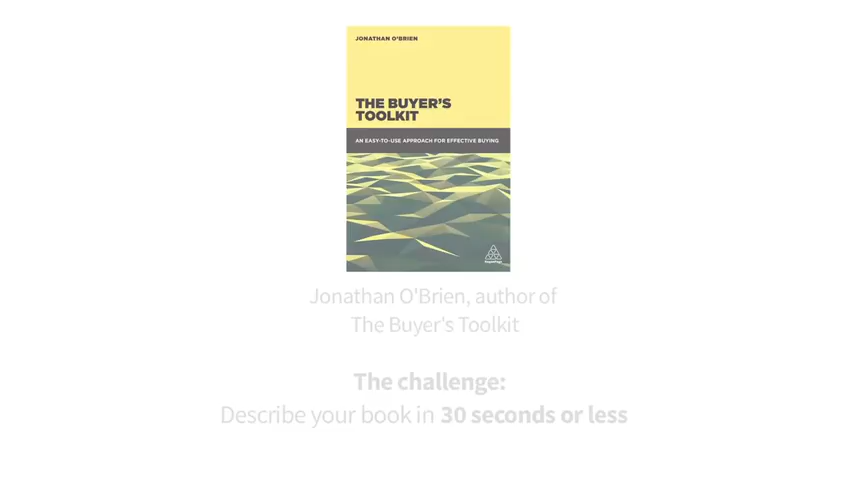 JONATHAN O'BRIEN
THE BUYER'S
TOOLKIT
AN EASY-TO-USE APPROACH FOR EFFECTIVE BUYING
KoganPage
Jonathan O'Brien, author of
The Buyer's Toolkit
The challenge:
Describe your book in 30 seconds or less